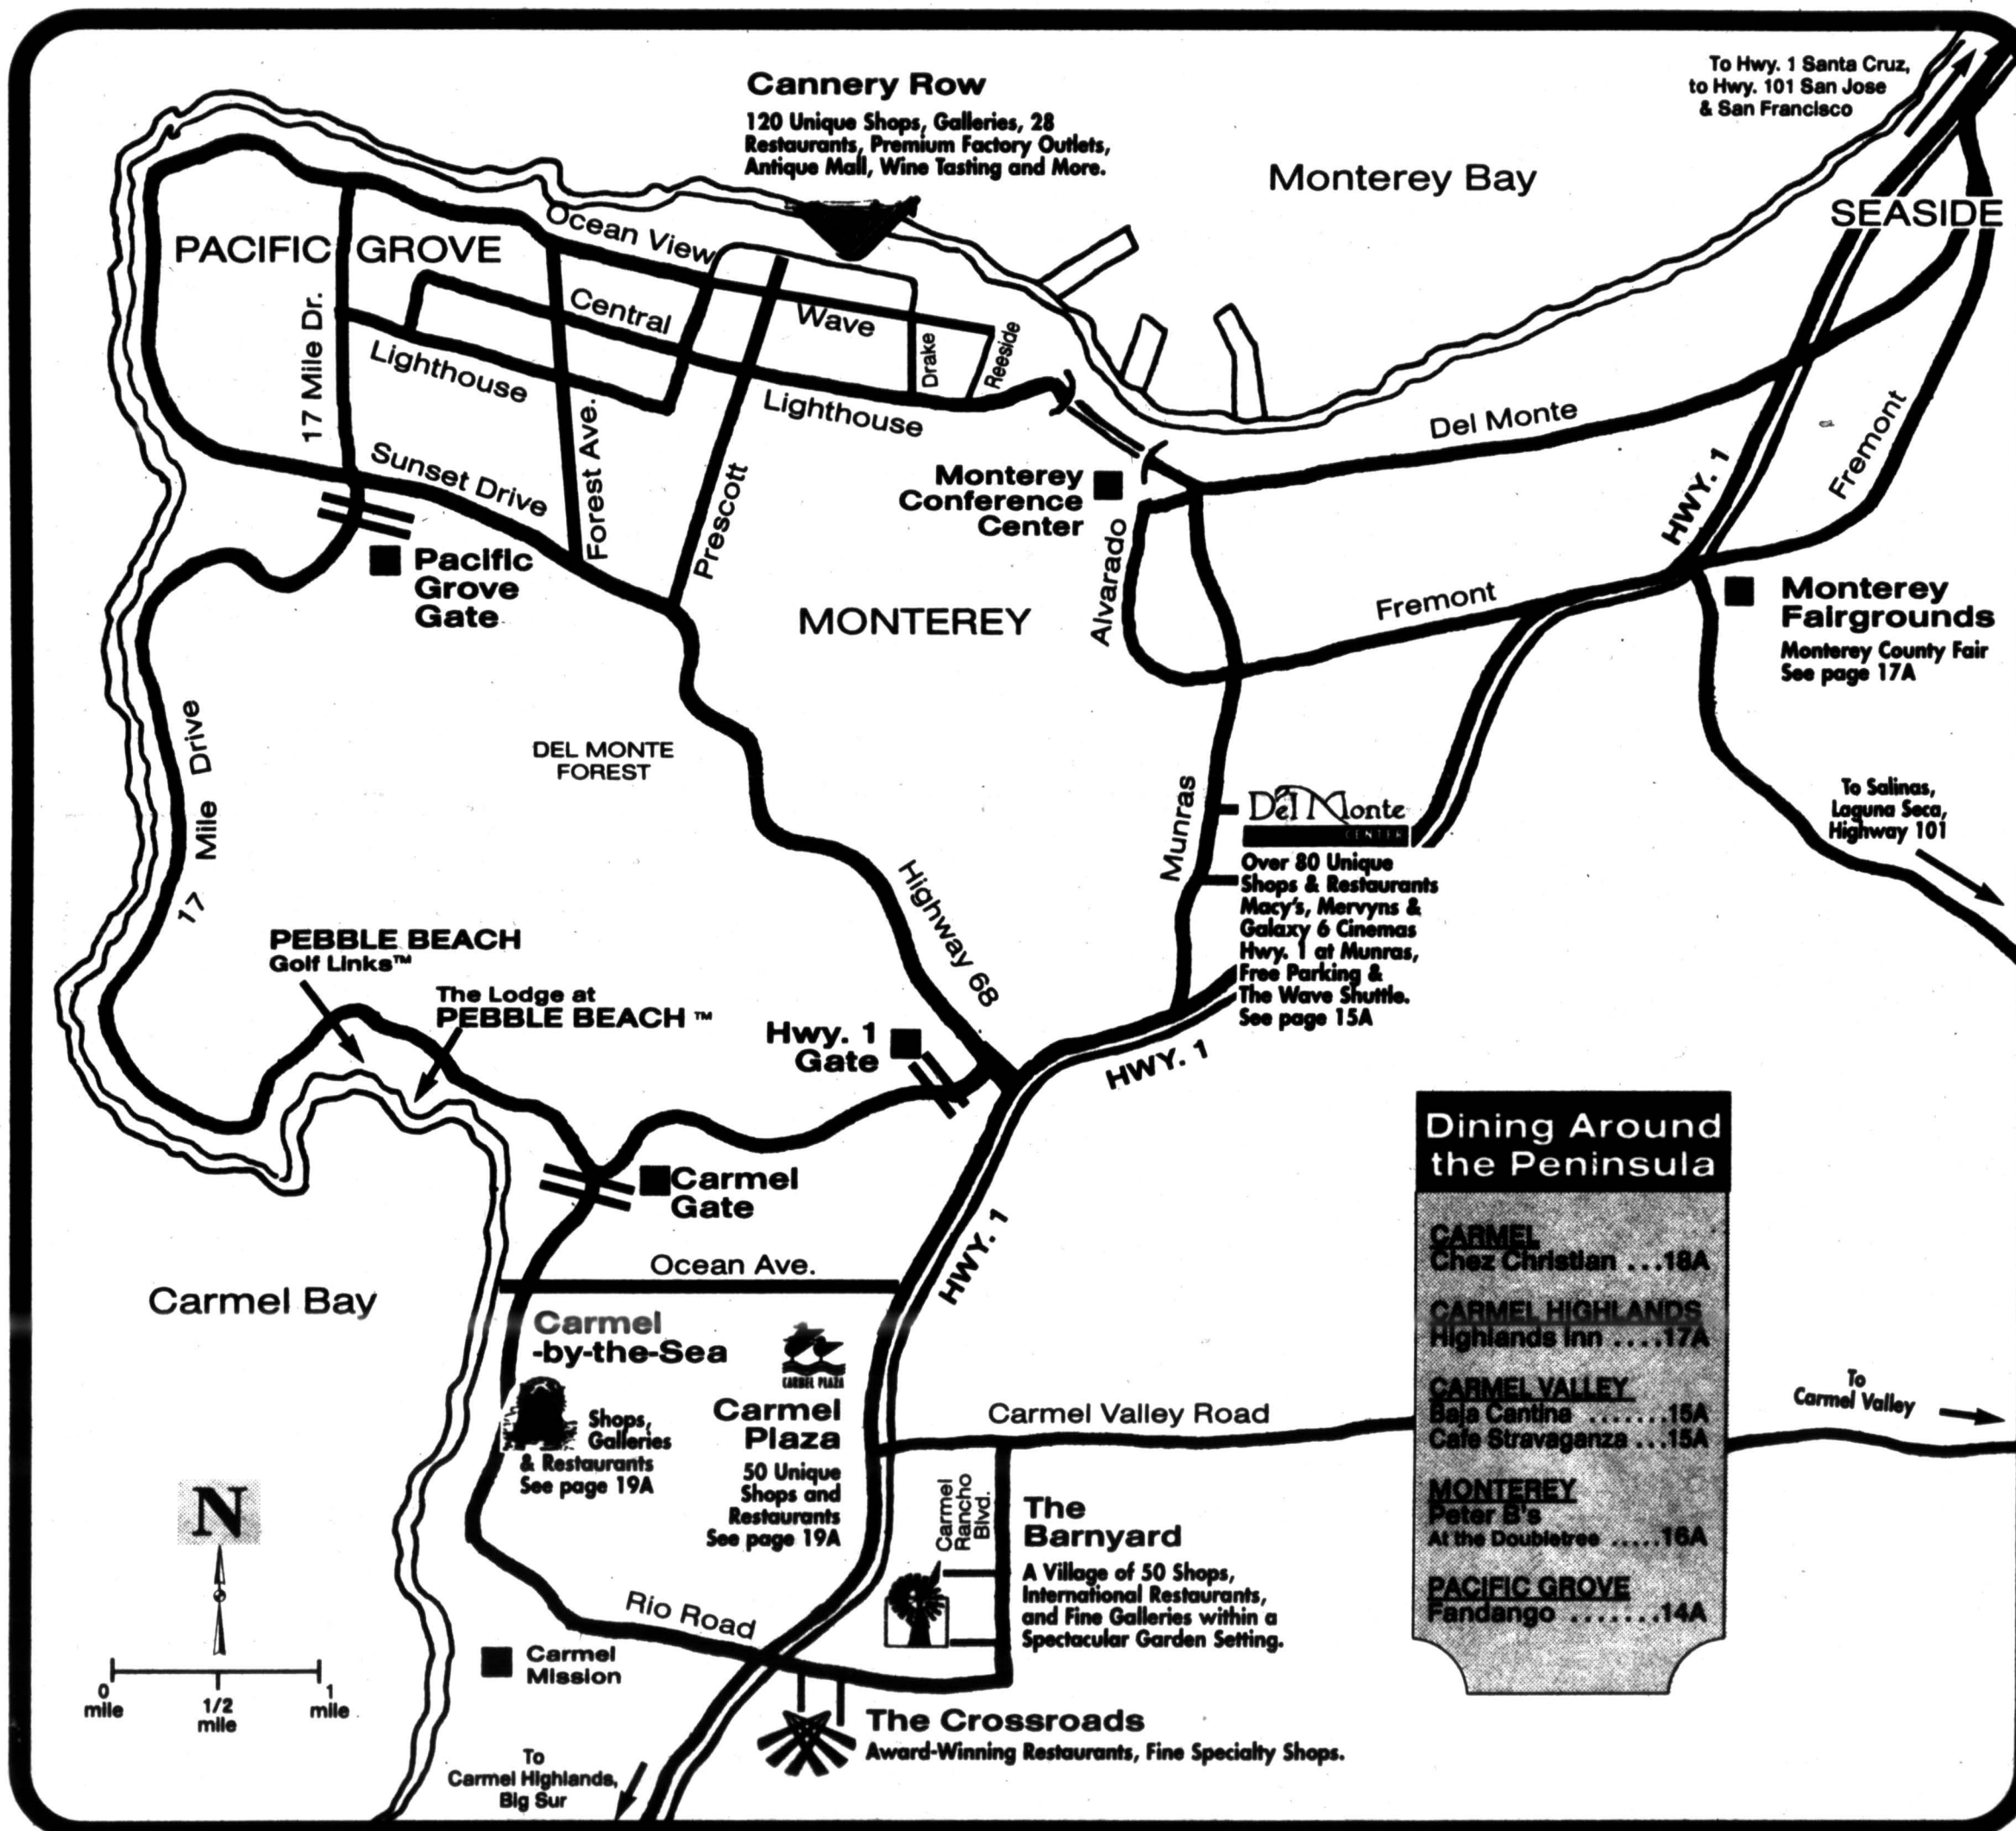 Cannery Row
120 Unique Shops, Galleries, 28
Restaurants, Premium Factory Outlets,
Antique Mall, Wine Tasting and More.
To Hwy. 1 Santa Cruz,
to Hwy. 101 San Jose
& San Francisco
Monterey Bay
SEASIDE
PACIFIC GROVE
Ocean View
17 Mile Dr.
Central
Wave
Drake
Reeside
Lighthouse
Lighthouse
Forest Ave.
Sunset Drive
Prescott
Del Monte
Fremont
HWY. 1
Monterey
Conference
Center
Alvarado
Pacific
Grove
Gate
MONTEREY
Fremont
Monterey
Fairgrounds
Monterey County Fair
See page 17A
17 Mile Drive
DEL MONTE
FOREST
Munras
Del Monte
CENTER
Over 80 Unique
Shops & Restaurants
Macy's, Mervyns &
Galaxy 6 Cinemas
Hwy. 1 at Munras,
Free Parking &
The Wave Shuttle.
See page 15A
To Salinas,
Laguna Seca,
Highway 101
Highway 68
PEBBLE BEACH
Golf Links™
The Lodge at
PEBBLE BEACH ™
Hwy. 1
Gate
HWY. 1
Carmel
Gate
HWY. 1
Ocean Ave.
Carmel Bay
Carmel
-by-the-Sea
Shops,
Galleries
& Restaurants
See page 19A
CARMEL PLAZA
Carmel
Plaza
50 Unique
Shops and
Restaurants
See page 19A
Carmel Valley Road
To
Carmel Valley
Carmel
Rancho
Blvd.
The
Barnyard
A Village of 50 Shops,
International Restaurants,
and Fine Galleries within a
Spectacular Garden Setting.
Dining Around
the Peninsula
CARMEL
Chez Christian ...18A
CARMEL HIGHLANDS
Highlands Inn ....17A
CARMEL VALLEY
Baja Cantina .......15A
Cafe Stravaganza ...15A
MONTEREY
Peter B's
At the Doubletree .....16A
PACIFIC GROVE
Fandango .......14A
N
0
mile
1/2
mile
1
mile
Rio Road
Carmel
Mission
The Crossroads
Award-Winning Restaurants, Fine Specialty Shops.
To
Carmel Highlands,
Big Sur